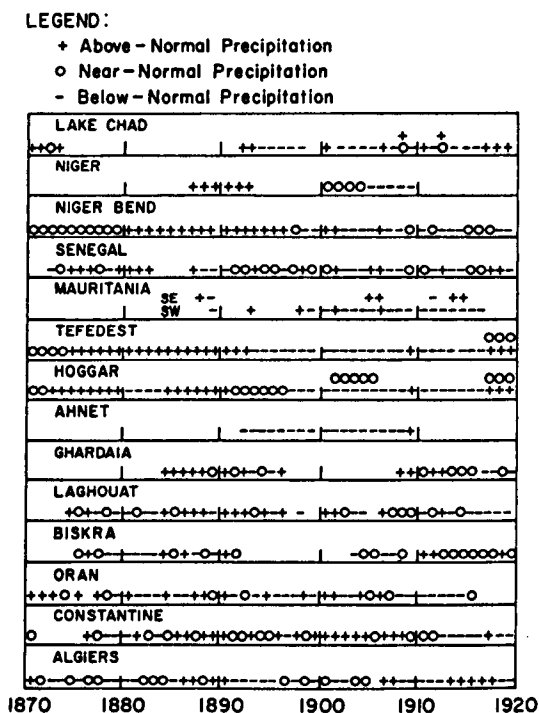 LEGEND:
+ Above-Normal Precipitation
o Near-Normal Precipitation
- Below-Normal Precipitation
LAKE CHAD
NIGER
NIGER BEND
SENEGAL
MAURITANIA
SE
SW
TEFEDEST
HOGGAR
AHNET
GHARDAIA
LAGHOUAT
BISKRA
ORAN
CONSTANTINE
ALGIERS
1870 1880 1890 1900 1910 1920